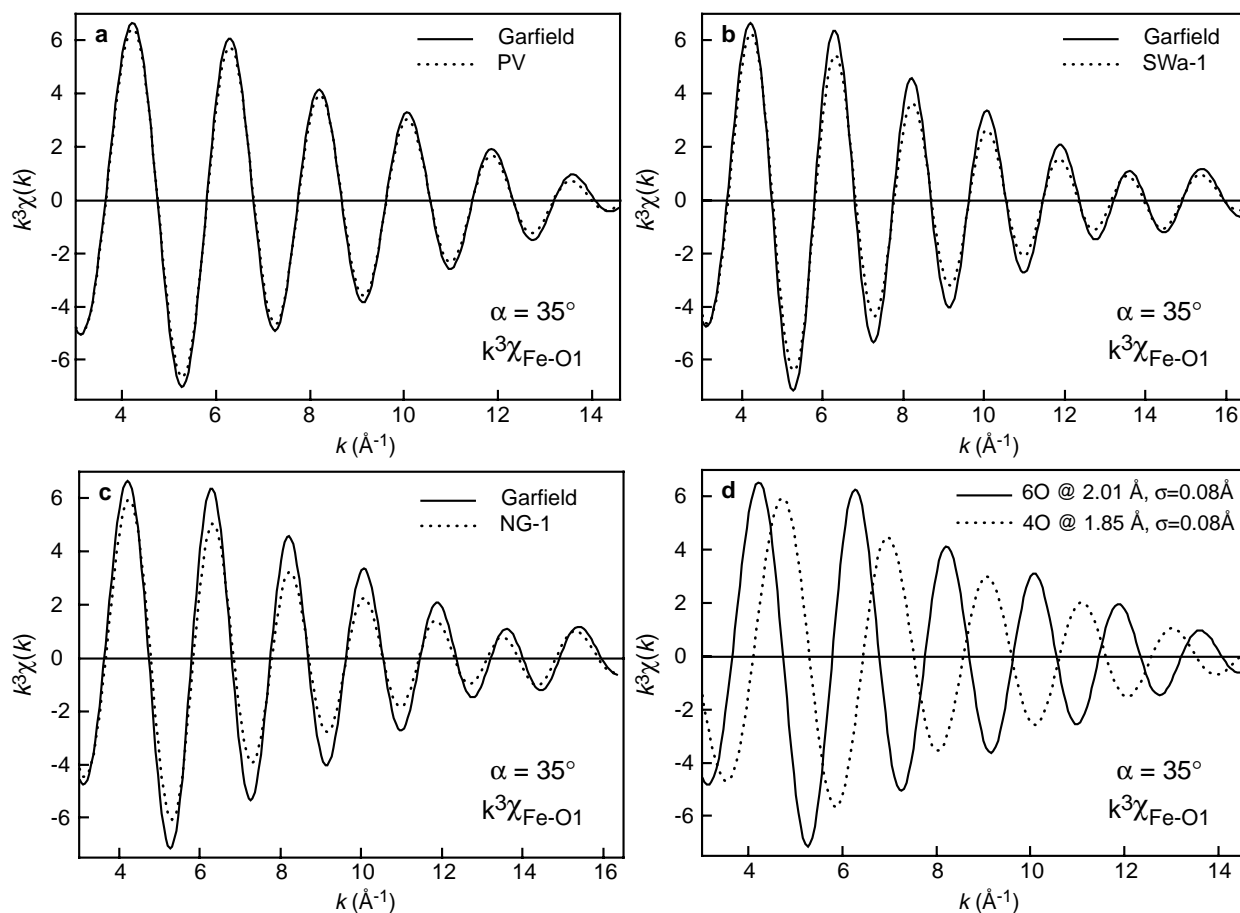 a
Garfield
PV
6
4
2
0
-2
-4
-6
k³χ(k)
α = 35°
k³χFe-O1
4 6 8 10 12 14
k (Å-1)
b
Garfield
SWa-1
6
4
2
0
-2
-4
-6
k³χ(k)
α = 35°
k³χFe-O1
4 6 8 10 12 14 16
k (Å-1)
c
Garfield
NG-1
6
4
2
0
-2
-4
-6
k³χ(k)
α = 35°
k³χFe-O1
4 6 8 10 12 14 16
k (Å-1)
d
6O @ 2.01 Å, σ=0.08Å
4O @ 1.85 Å, σ=0.08Å
6
4
2
0
-2
-4
-6
k³χ(k)
α = 35°
k³χFe-O1
4 6 8 10 12 14
k (Å-1)